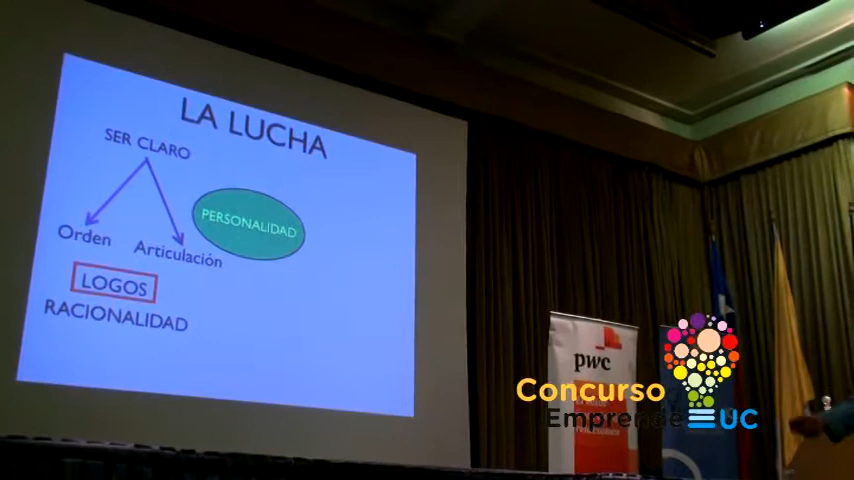 LA LUCHA
SER CLARO
PERSONALIDAD
Orden
Articulación
LOGOS
RACIONALIDAD
pwc
Concurso
Emprende UC